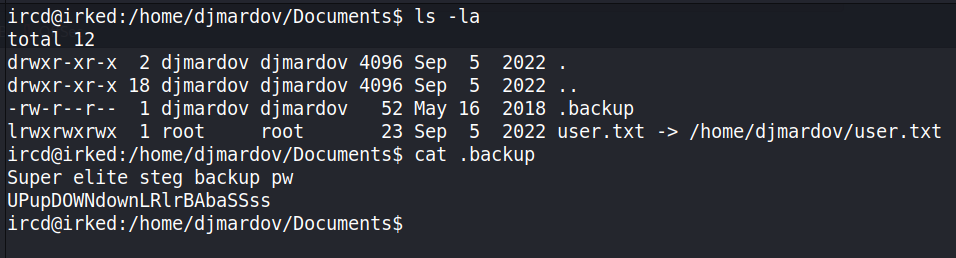 ircd@irked:/home/djmardov/Documents$ ls -la
total 12
drwxr-xr-x  2 djmardov djmardov 4096 Sep  5  2022 .
drwxr-xr-x 18 djmardov djmardov 4096 Sep  5  2022 ..
-rw-r--r--  1 djmardov djmardov   52 May 16  2018 .backup
lrwxrwxrwx  1 root     root       23 Sep  5  2022 user.txt -> /home/djmardov/user.txt
ircd@irked:/home/djmardov/Documents$ cat .backup
Super elite steg backup pw
UPupDOWNdownLRlrBAbaSSss
ircd@irked:/home/djmardov/Documents$